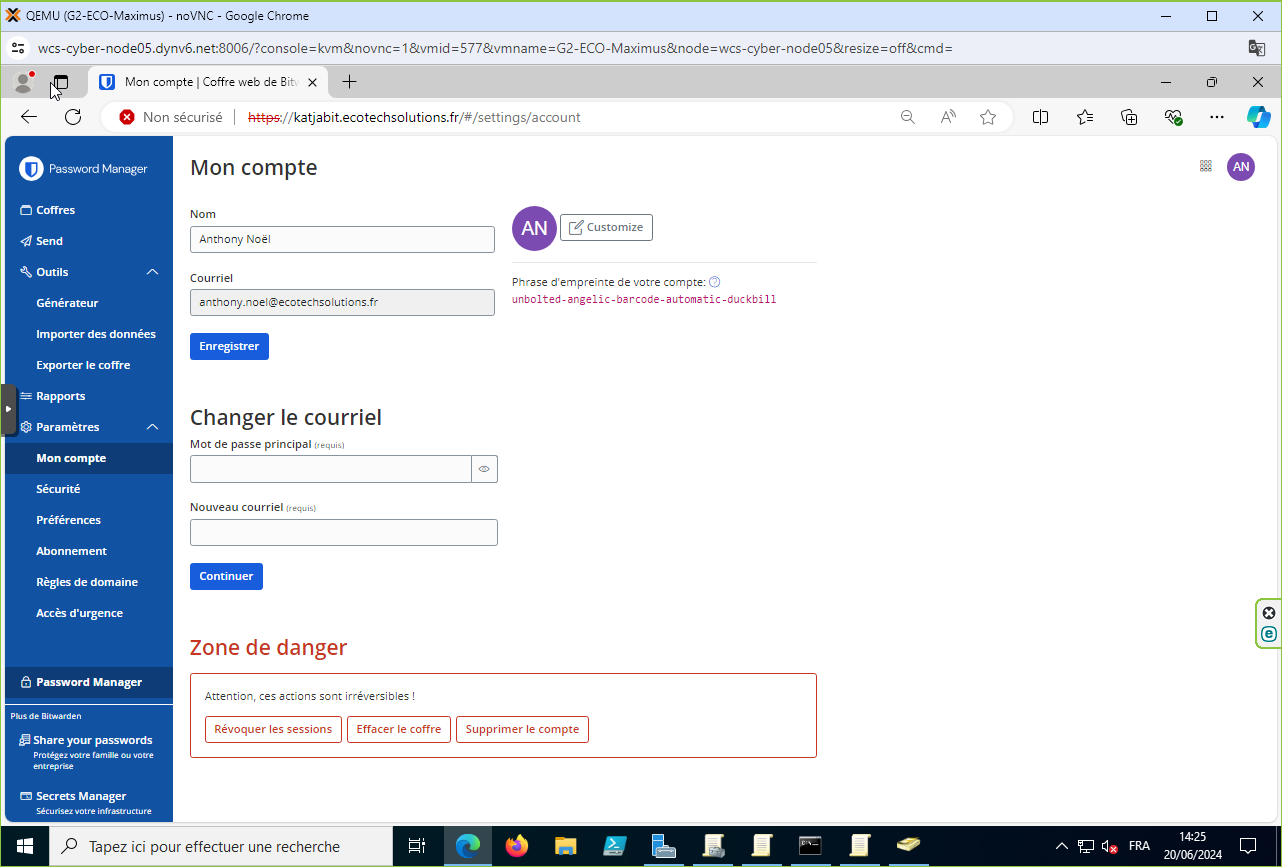 QEMU (G2-ECO-Maximus) - noVNC - Google Chrome
wcs-cyber-node05.dynv6.net:8006/?console=kvm&novnc=1&vmid=577&vmname=G2-ECO-Maximus&node=wcs-cyber-node05&resize=off&cmd=
Mon compte | Coffre web de Bitw
Non sécurisé
https://katjabit.ecotechsolutions.fr/#/settings/account
Password Manager
Coffres
Send
Outils
Générateur
Importer des données
Exporter le coffre
Rapports
Paramètres
Mon compte
Sécurité
Préférences
Abonnement
Règles de domaine
Accès d'urgence
Password Manager
Plus de Bitwarden
Share your passwords
Protégez votre famille ou votre
entreprise
Secrets Manager
Sécurisez votre infrastructure
Mon compte
AN
Nom
Anthony Noël
Courriel
anthony.noel@ecotechsolutions.fr
Enregistrer
AN
Customize
Phrase d'empreinte de votre compte:
unbolted-angelic-barcode-automatic-duckbill
Changer le courriel
Mot de passe principal (requis)
Nouveau courriel (requis)
Continuer
Zone de danger
Attention, ces actions sont irréversibles !
Révoquer les sessions
Effacer le coffre
Supprimer le compte
Tapez ici pour effectuer une recherche
FRA
14:25
20/06/2024